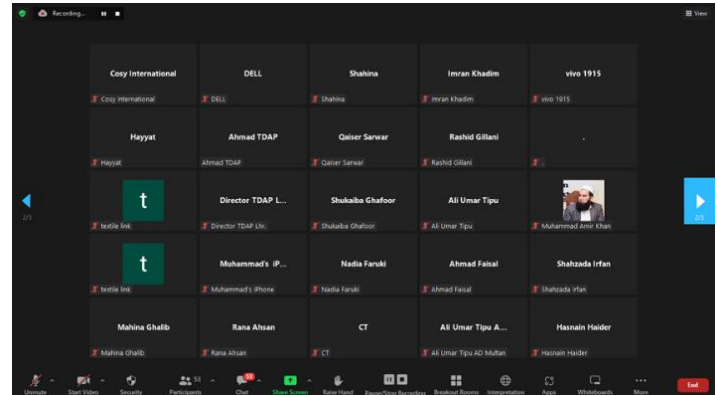 Recording...
View
Cosy International
DELL
Shahina
Imran Khadim
vivo 1915
Cosy International
DELL
Shahina
Imran Khadim
vivo 1915
Hayyat
Ahmad TDAP
Qaiser Sarwar
Rashid Gillani
.
Hayyat
Ahmad TDAP
Qaiser Sarwar
Rashid Gillani
.
t
Director TDAP L...
Shukaiba Ghafoor
Ali Umar Tipu
2/3
2/3
textile link
Director TDAP Lhr.
Shukaiba Ghafoor
Ali Umar Tipu
Muhammad Amir Khan
t
Muhammad's iP...
Nadia Faruki
Ahmad Faisal
Shahzada Irfan
textile link
Muhammad's iPhone
Nadia Faruki
Ahmad Faisal
Shahzada Irfan
Mahina Ghalib
Rana Ahsan
CT
Ali Umar Tipu A...
Hasnain Haider
Mahina Ghalib
Rana Ahsan
CT
Ali Umar Tipu AD Multan
Hasnain Haider
53
Unmute
Start Video
Security
Participants
Chat
Share Screen
Raise Hand
Pause/Stop Recording
Breakout Rooms
Interpretation
Apps
Whiteboards
More
End